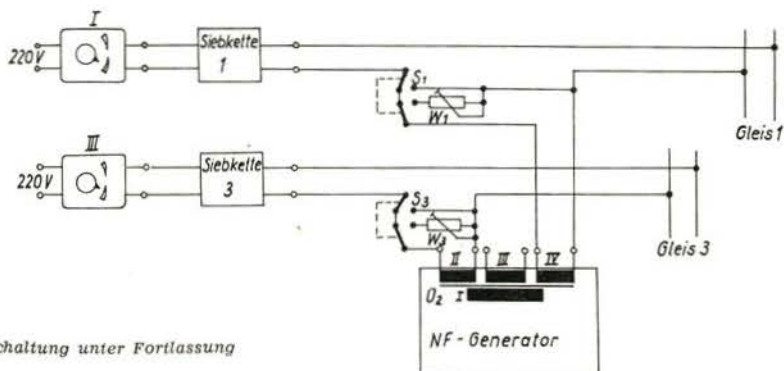 I
220V
Siebkette
1
S1
W1
Gleis 1
III
220V
Siebkette
3
S3
W3
Gleis 3
II III IV
Ü2 I
NF-Generator
chaltung unter Fortlassung